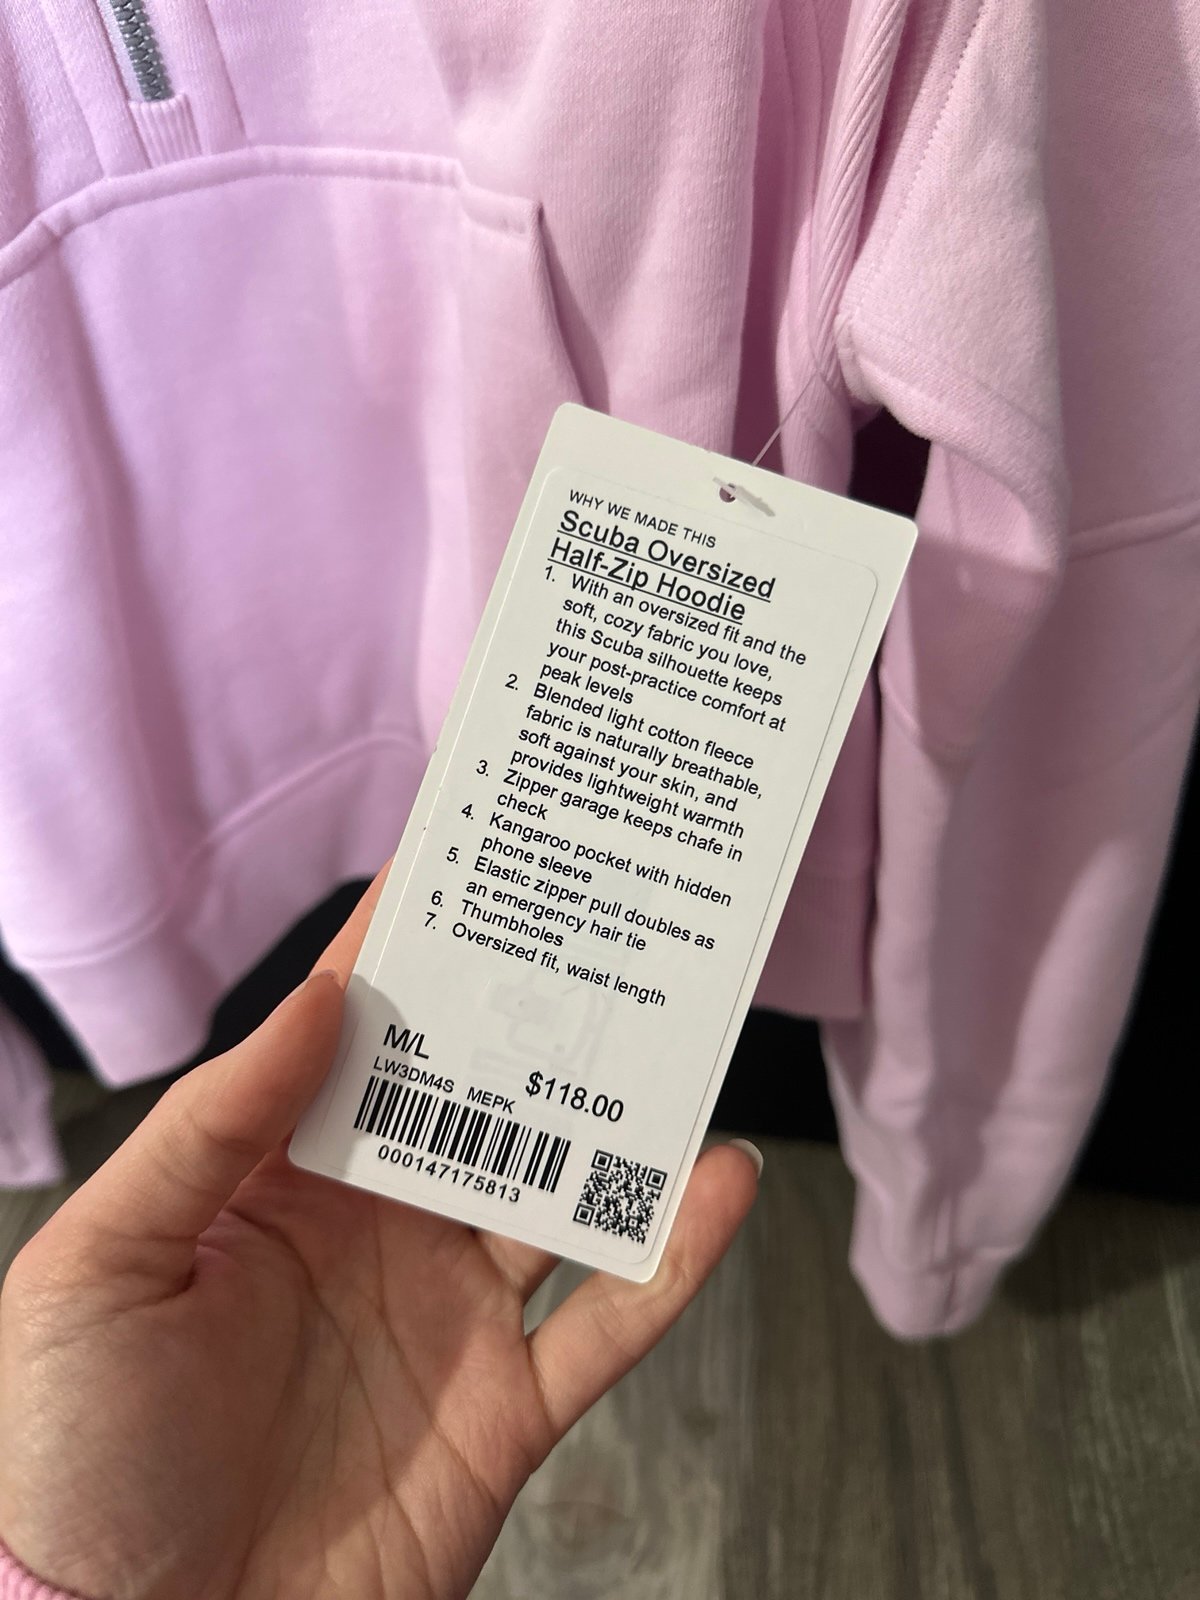 WHY WE MADE THIS
Scuba Oversized
Half-Zip Hoodie
1. With an oversized fit and the
soft, cozy fabric you love,
this Scuba silhouette keeps
your post-practice comfort at
peak levels
2. Blended light cotton fleece
fabric is naturally breathable,
soft against your skin, and
provides lightweight warmth
3. Zipper garage keeps chafe in
check
4. Kangaroo pocket with hidden
phone sleeve
5. Elastic zipper pull doubles as
an emergency hair tie
6. Thumbholes
7. Oversized fit, waist length
M/L
LW3DM4S MEPK $118.00
000147175813